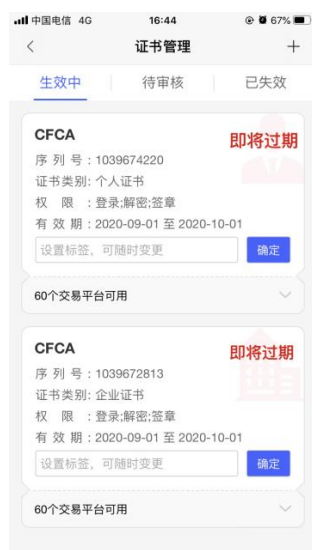 中国电信 4G 16:44 67%
证书管理
生效中 待审核 已失效
CFCA 即将过期
序 列 号 : 1039674220
证书类别: 个人证书
权 限 : 登录;解密;签章
有 效 期 : 2020-09-01 至 2020-10-01
设置标签，可随时变更 确定
60个交易平台可用
CFCA 即将过期
序 列 号 : 1039672813
证书类别: 企业证书
权 限 : 登录;解密;签章
有 效 期 : 2020-09-01 至 2020-10-01
设置标签，可随时变更 确定
60个交易平台可用